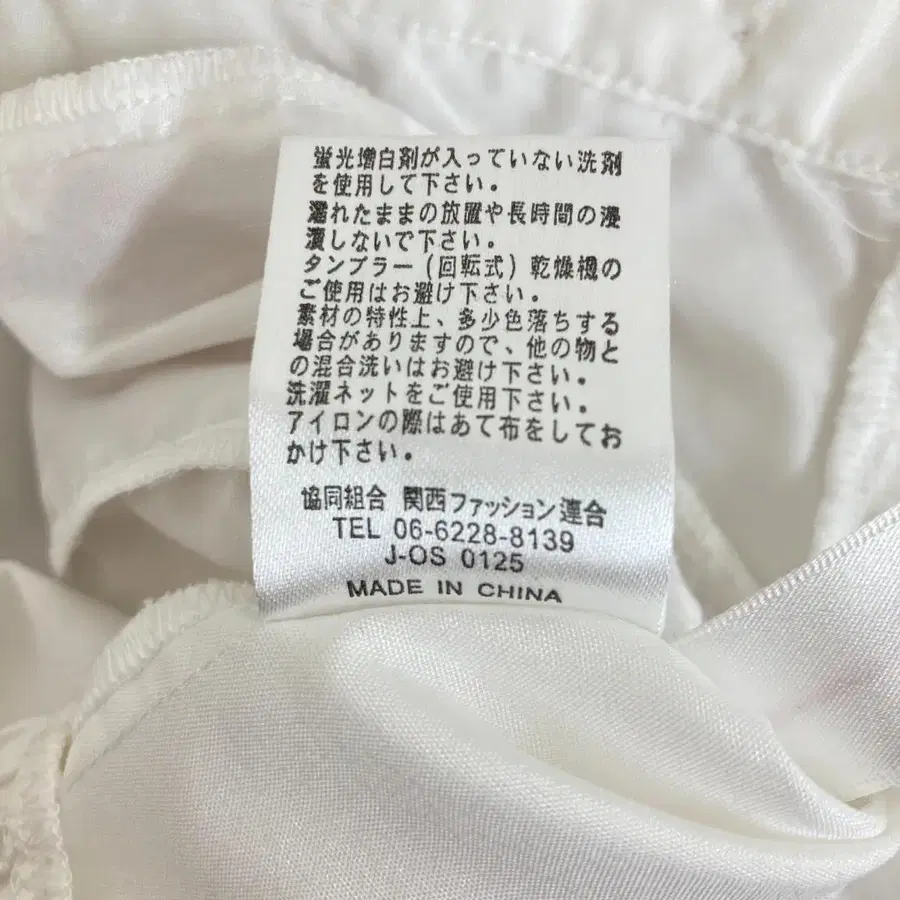 蛍光増白剤が入っていない洗剤
を使用して下さい。
濡れたままの放置や長時間の浸
漬しないで下さい。
タンブラー(回転式)乾燥機の
ご使用はお避け下さい。
素材の特性上、多少色落ちする
場合がありますので、他の物と
の混合洗いはお避け下さい。
洗濯ネットをご使用下さい。
アイロンの際はあて布をしてお
かけ下さい。
協同組合 関西ファッション連合
TEL 06-6228-8139
J-OS 0125
MADE IN CHINA